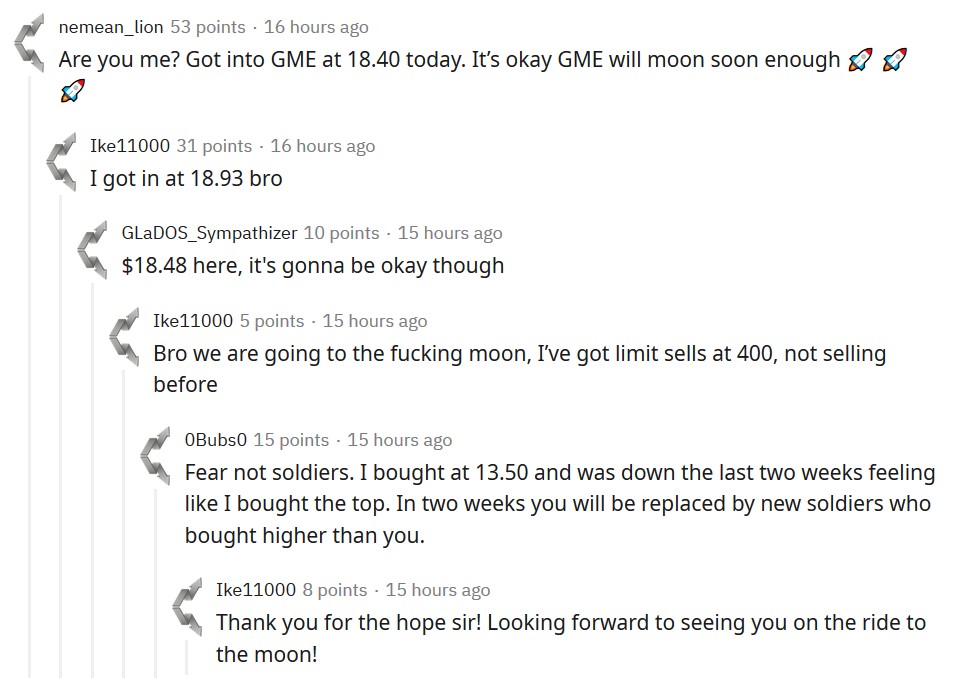 nemean_lion 53 points · 16 hours ago
Are you me? Got into GME at 18.40 today. It’s okay GME will moon soon enough 🚀 🚀
🚀
Ike11000 31 points · 16 hours ago
I got in at 18.93 bro
GLaDOS_Sympathizer 10 points · 15 hours ago
$18.48 here, it's gonna be okay though
Ike11000 5 points · 15 hours ago
Bro we are going to the fucking moon, I’ve got limit sells at 400, not selling
before
0Bubs0 15 points · 15 hours ago
Fear not soldiers. I bought at 13.50 and was down the last two weeks feeling
like I bought the top. In two weeks you will be replaced by new soldiers who
bought higher than you.
Ike11000 8 points · 15 hours ago
Thank you for the hope sir! Looking forward to seeing you on the ride to
the moon!